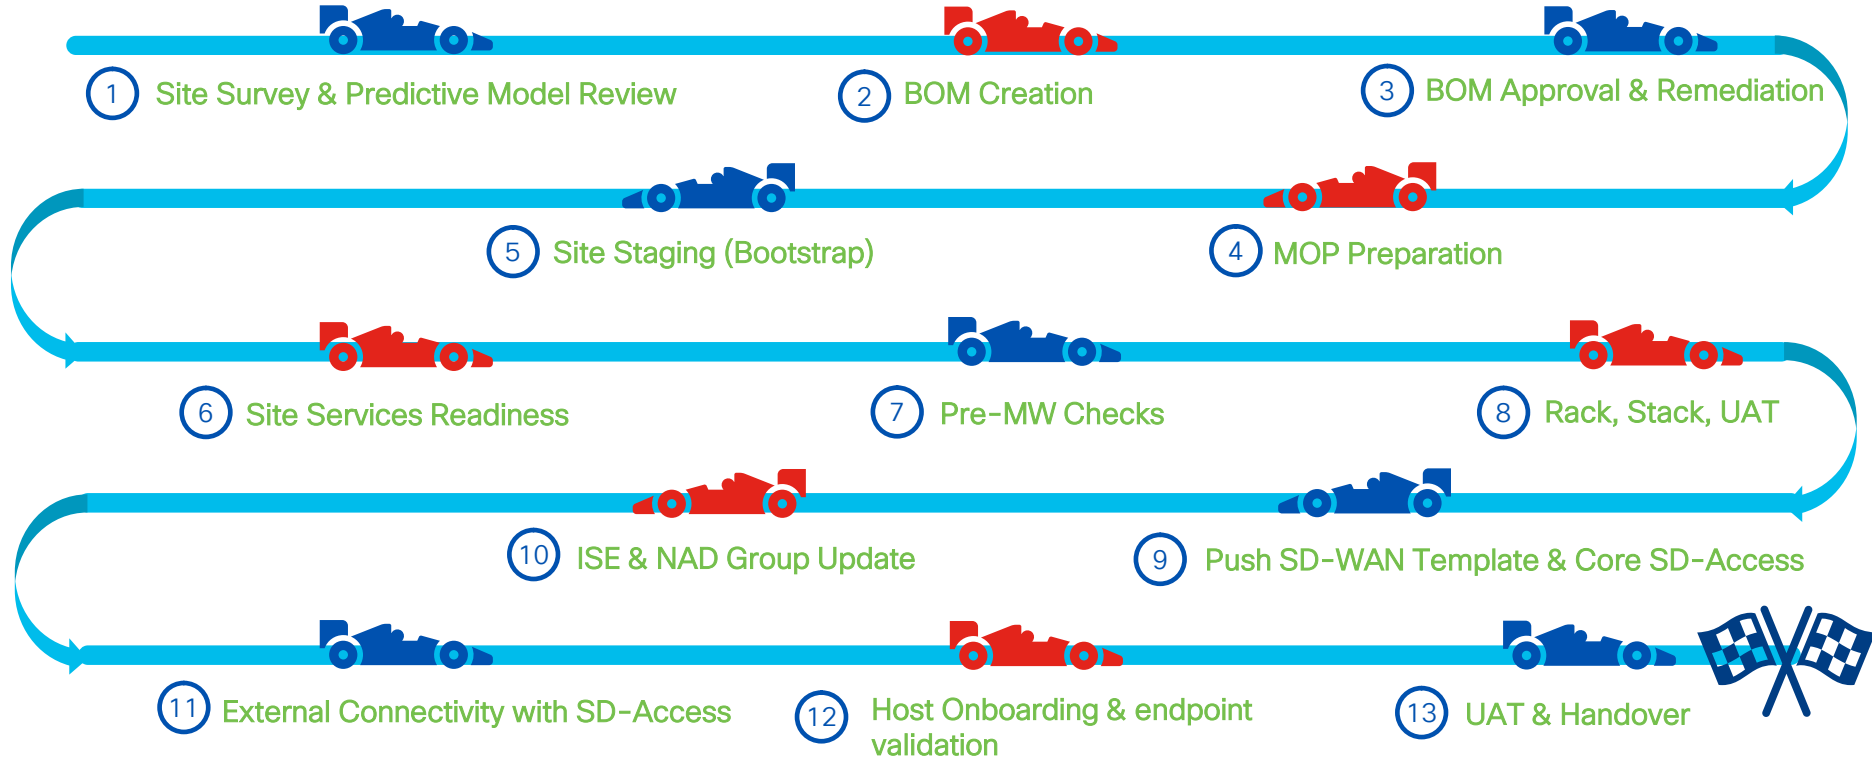 1 Site Survey & Predictive Model Review
2 BOM Creation
3 BOM Approval & Remediation
4 MOP Preparation
5 Site Staging (Bootstrap)
6 Site Services Readiness
7 Pre-MW Checks
8 Rack, Stack, UAT
9 Push SD-WAN Template & Core SD-Access
10 ISE & NAD Group Update
11 External Connectivity with SD-Access
12 Host Onboarding & endpoint
validation
13 UAT & Handover